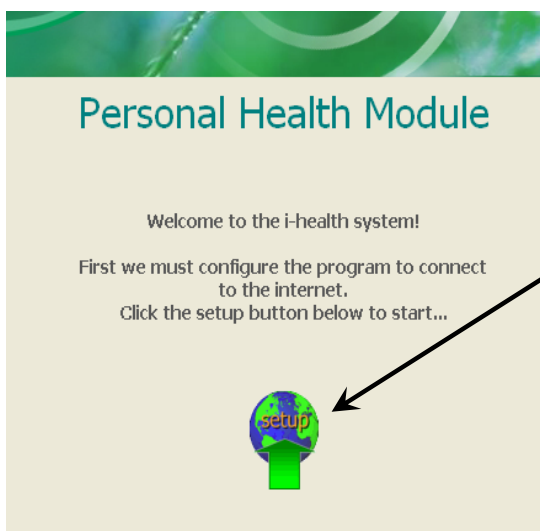 Personal Health Module
Welcome to the i-health system!
First we must configure the program to connect
to the internet.
Click the setup button below to start...
setup